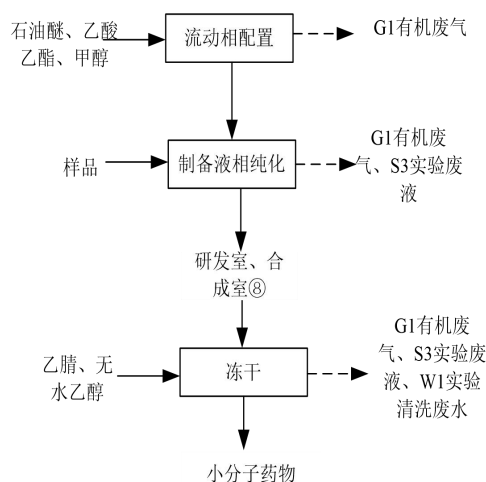 石油醚、乙酸
乙酯、甲醇
流动相配置
G1有机废气
样品
制备液相纯化
G1有机废
气、S3实验废
液
研发室、合
成室⑧
乙腈、无
水乙醇
冻干
G1有机废
气、S3实验废
液、W1实验
清洗废水
小分子药物